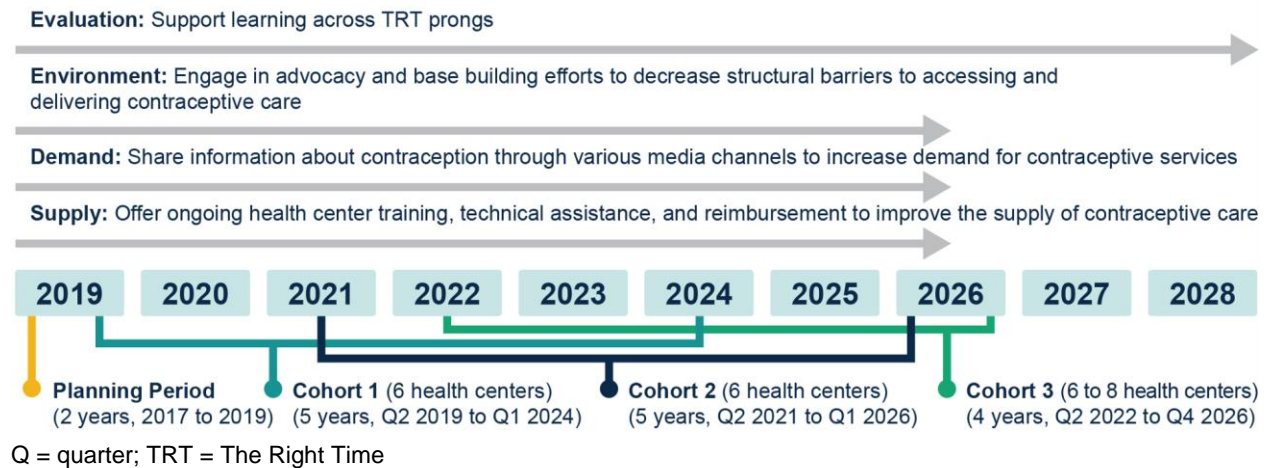 Evaluation: Support learning across TRT prongs
Environment: Engage in advocacy and base building efforts to decrease structural barriers to accessing and
delivering contraceptive care
Demand: Share information about contraception through various media channels to increase demand for contraceptive services
Supply: Offer ongoing health center training, technical assistance, and reimbursement to improve the supply of contraceptive care
2019 2020 2021 2022 2023 2024 2025 2026 2027 2028
Planning Period
(2 years, 2017 to 2019)
Cohort 1 (6 health centers)
(5 years, Q2 2019 to Q1 2024)
Cohort 2 (6 health centers)
(5 years, Q2 2021 to Q1 2026)
Cohort 3 (6 to 8 health centers)
(4 years, Q2 2022 to Q4 2026)
Q = quarter; TRT = The Right Time